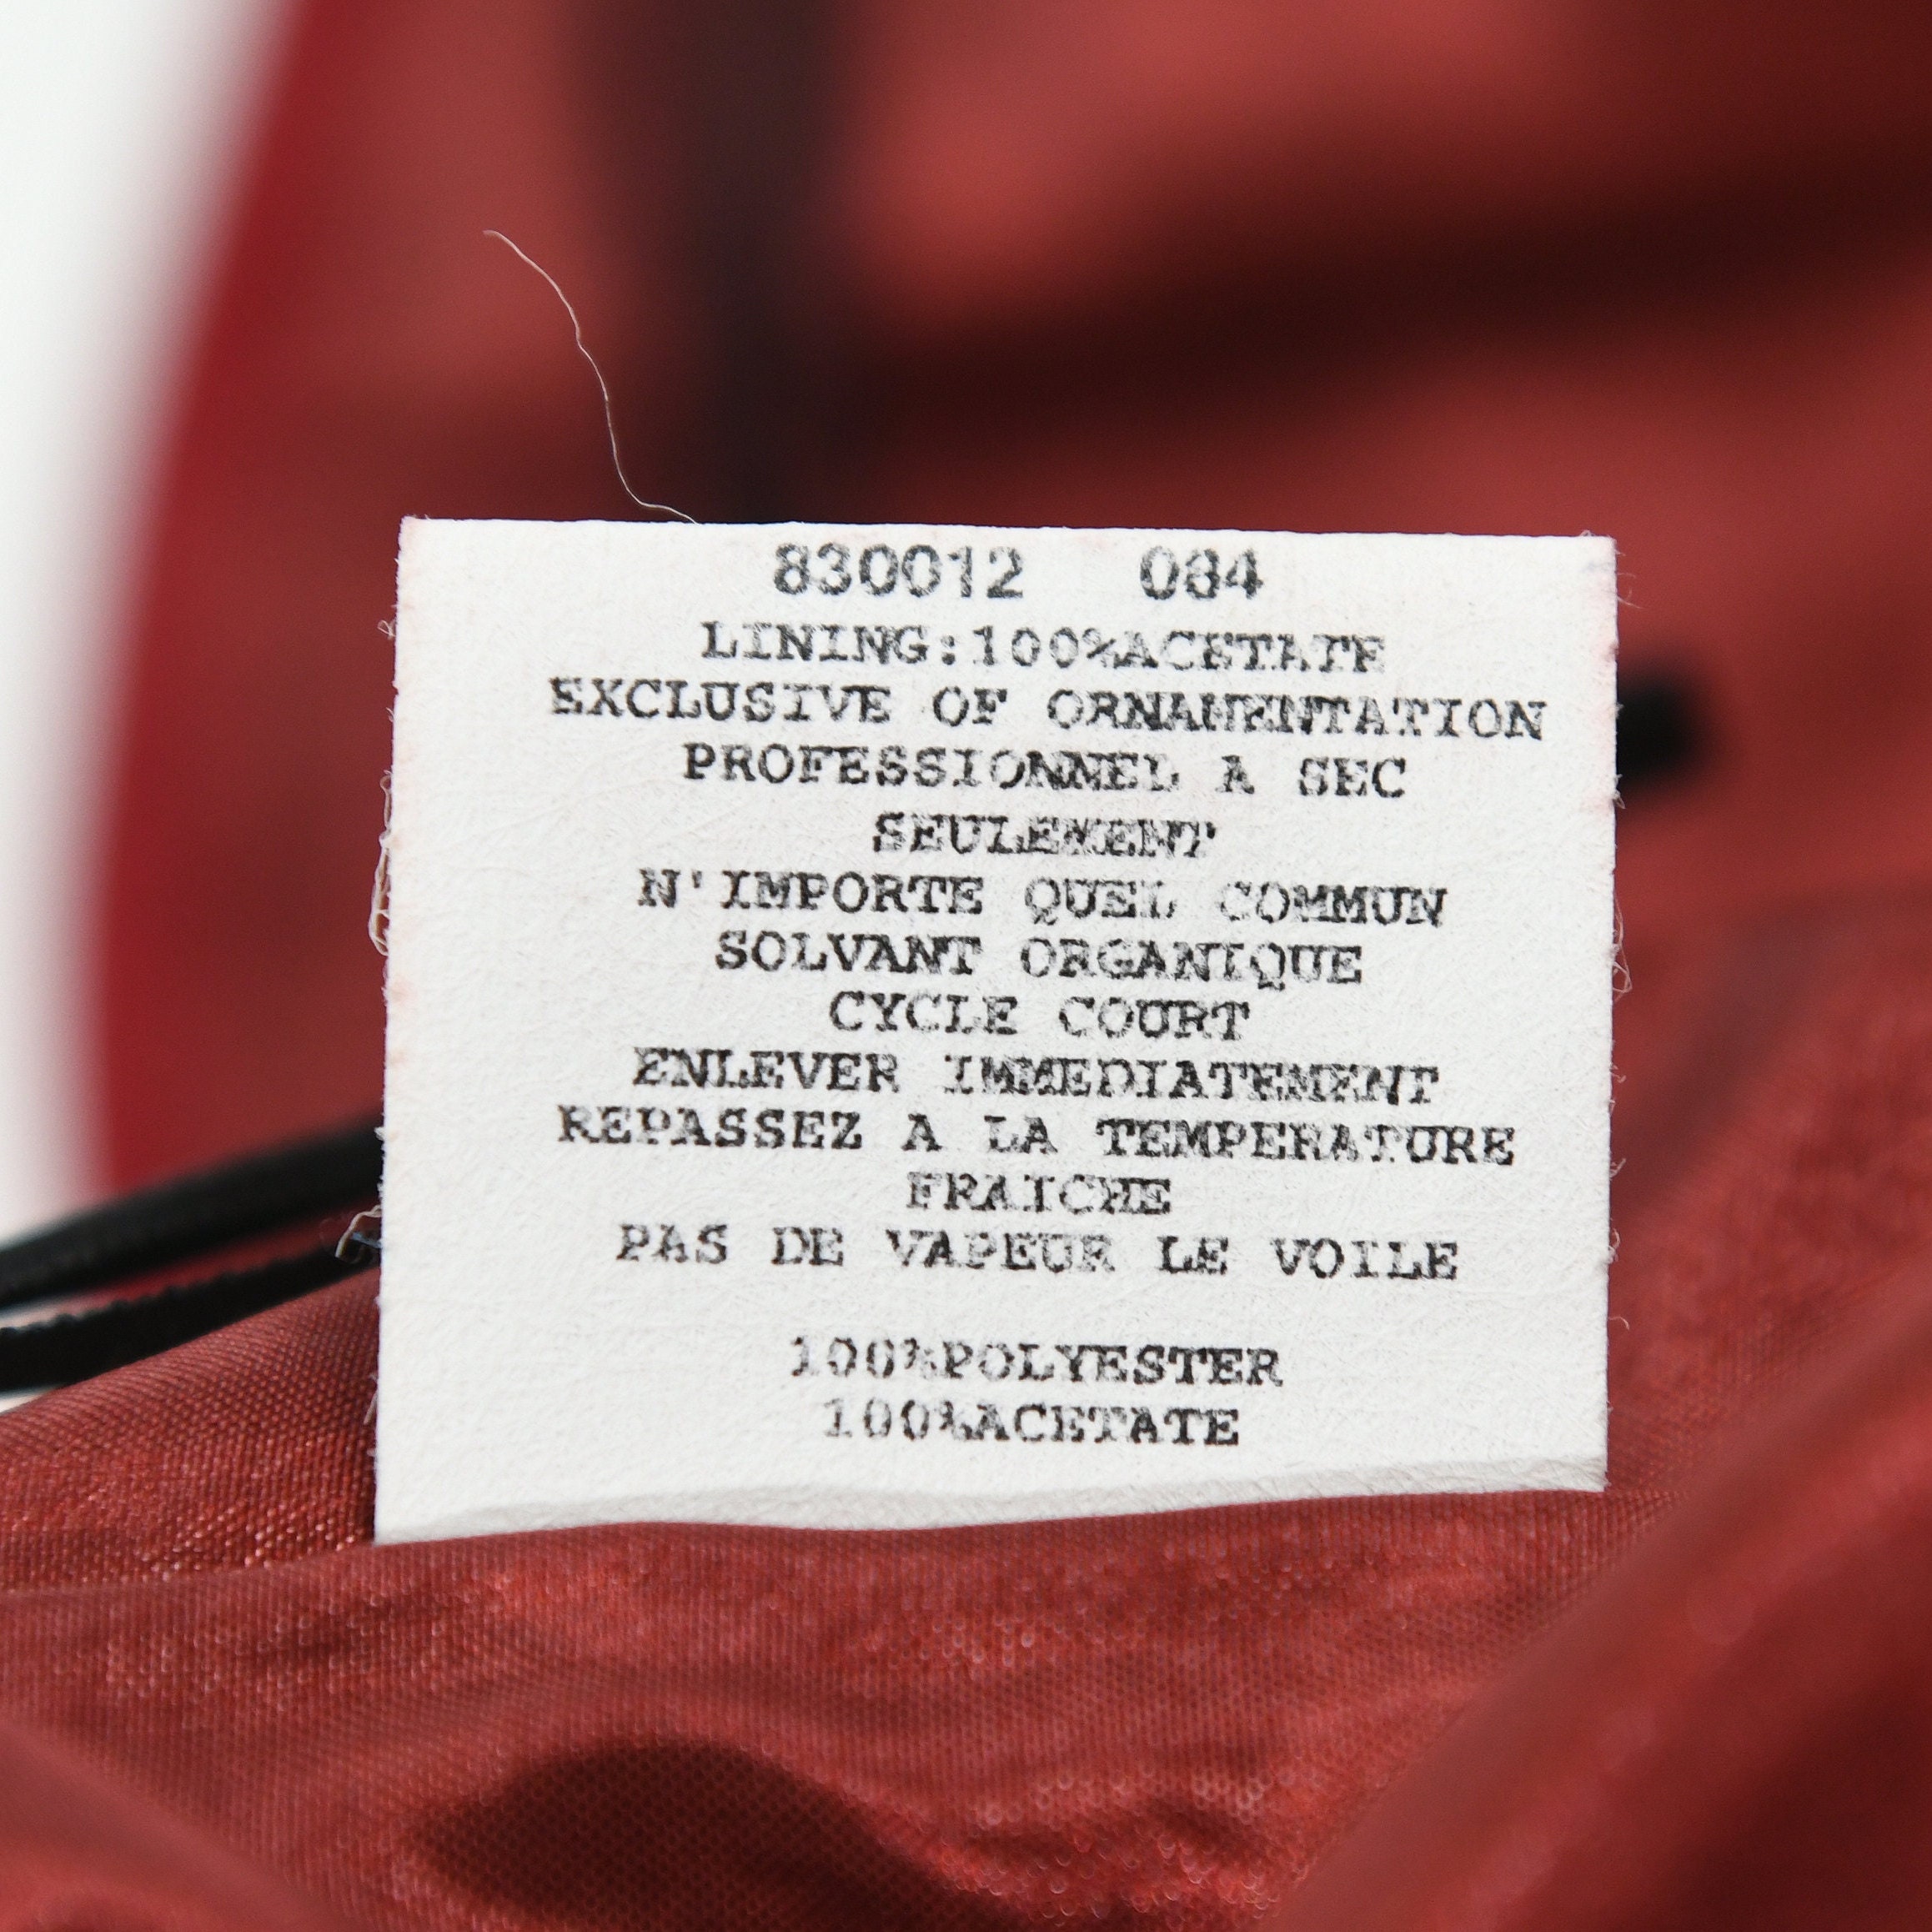 830012 084
LINING:100%ACETATE
EXCLUSIVE OF ORNAMENTATION
PROFESSIONNEL A SEC
SEULEMENT
N'IMPORTE QUEL COMMUN
SOLVANT ORGANIQUE
CYCLE COURT
ENLEVER IMMEDIATEMENT
REPASSEZ A LA TEMPERATURE
FRAICHE
PAS DE VAPEUR LE VOILE
100%POLYESTER
100%ACETATE